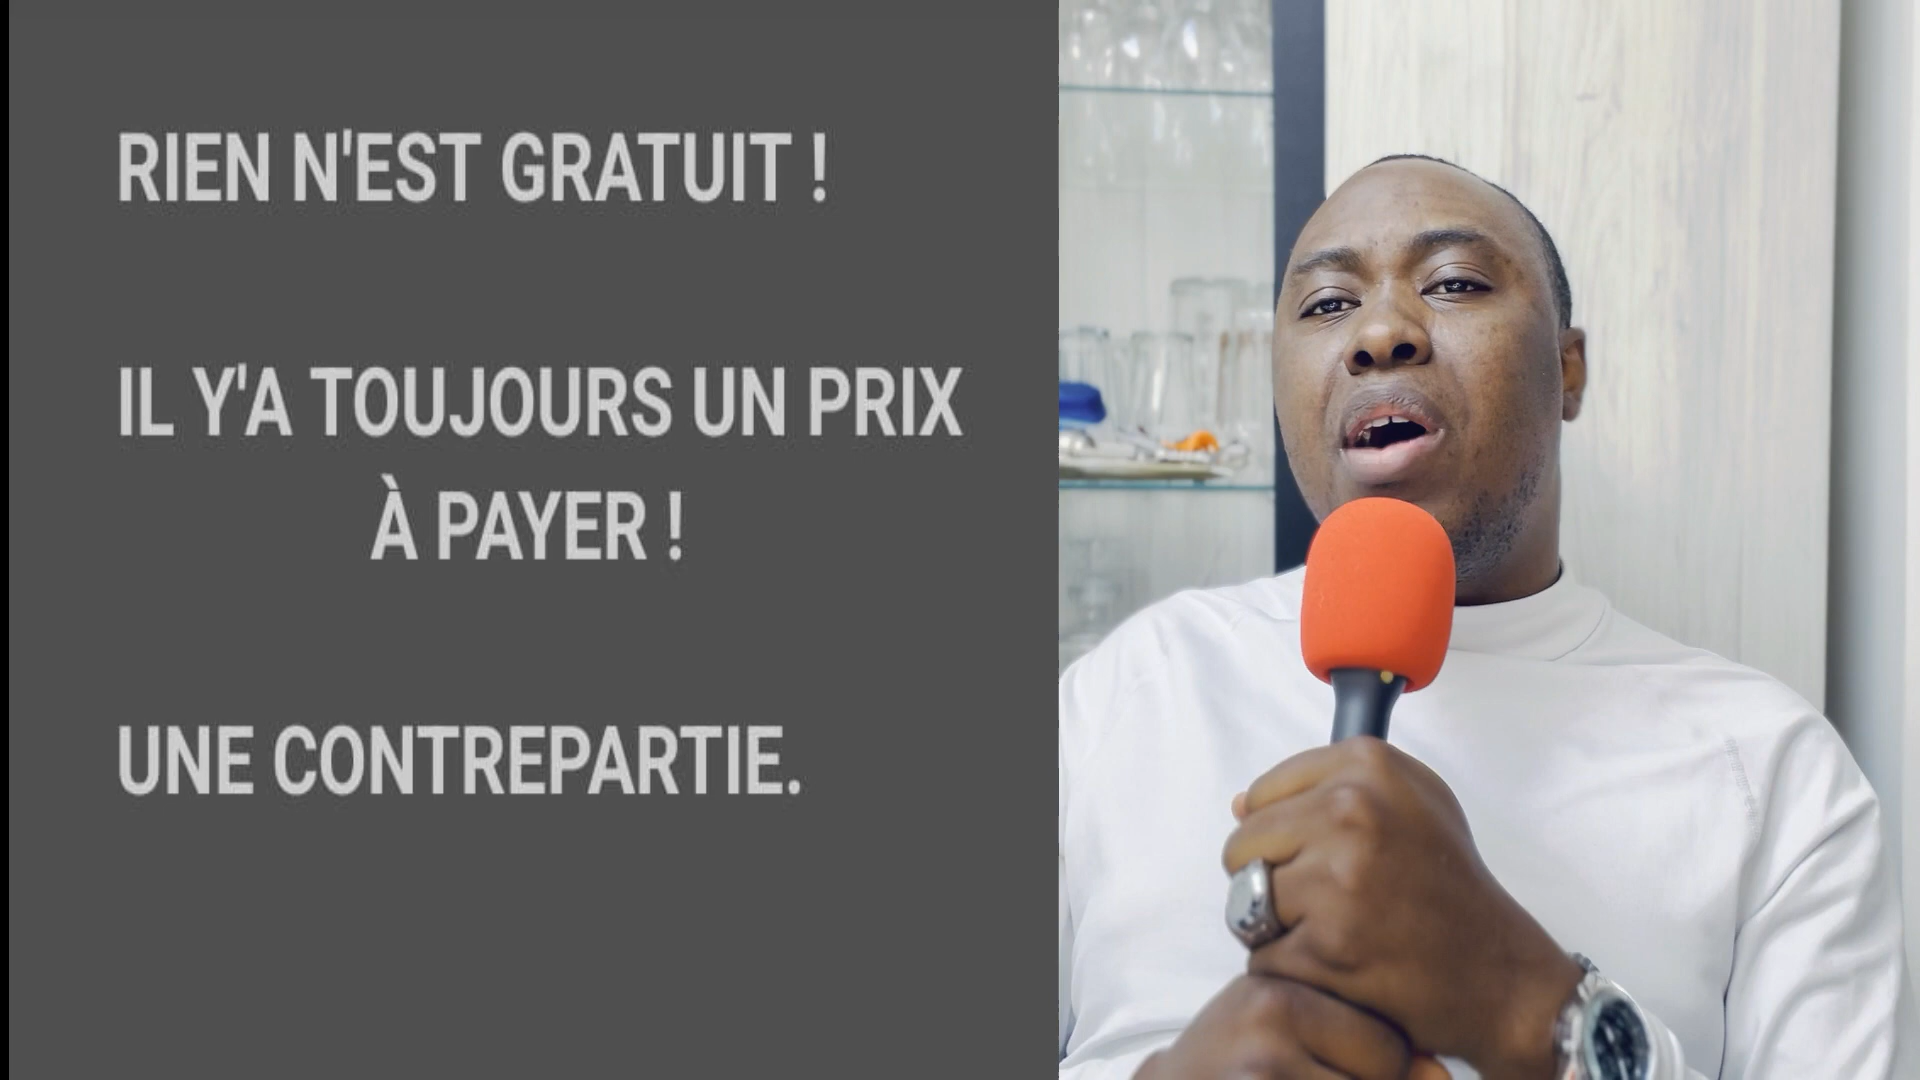 RIEN N'EST GRATUIT !
IL Y'A TOUJOURS UN PRIX
À PAYER !
UNE CONTREPARTIE.